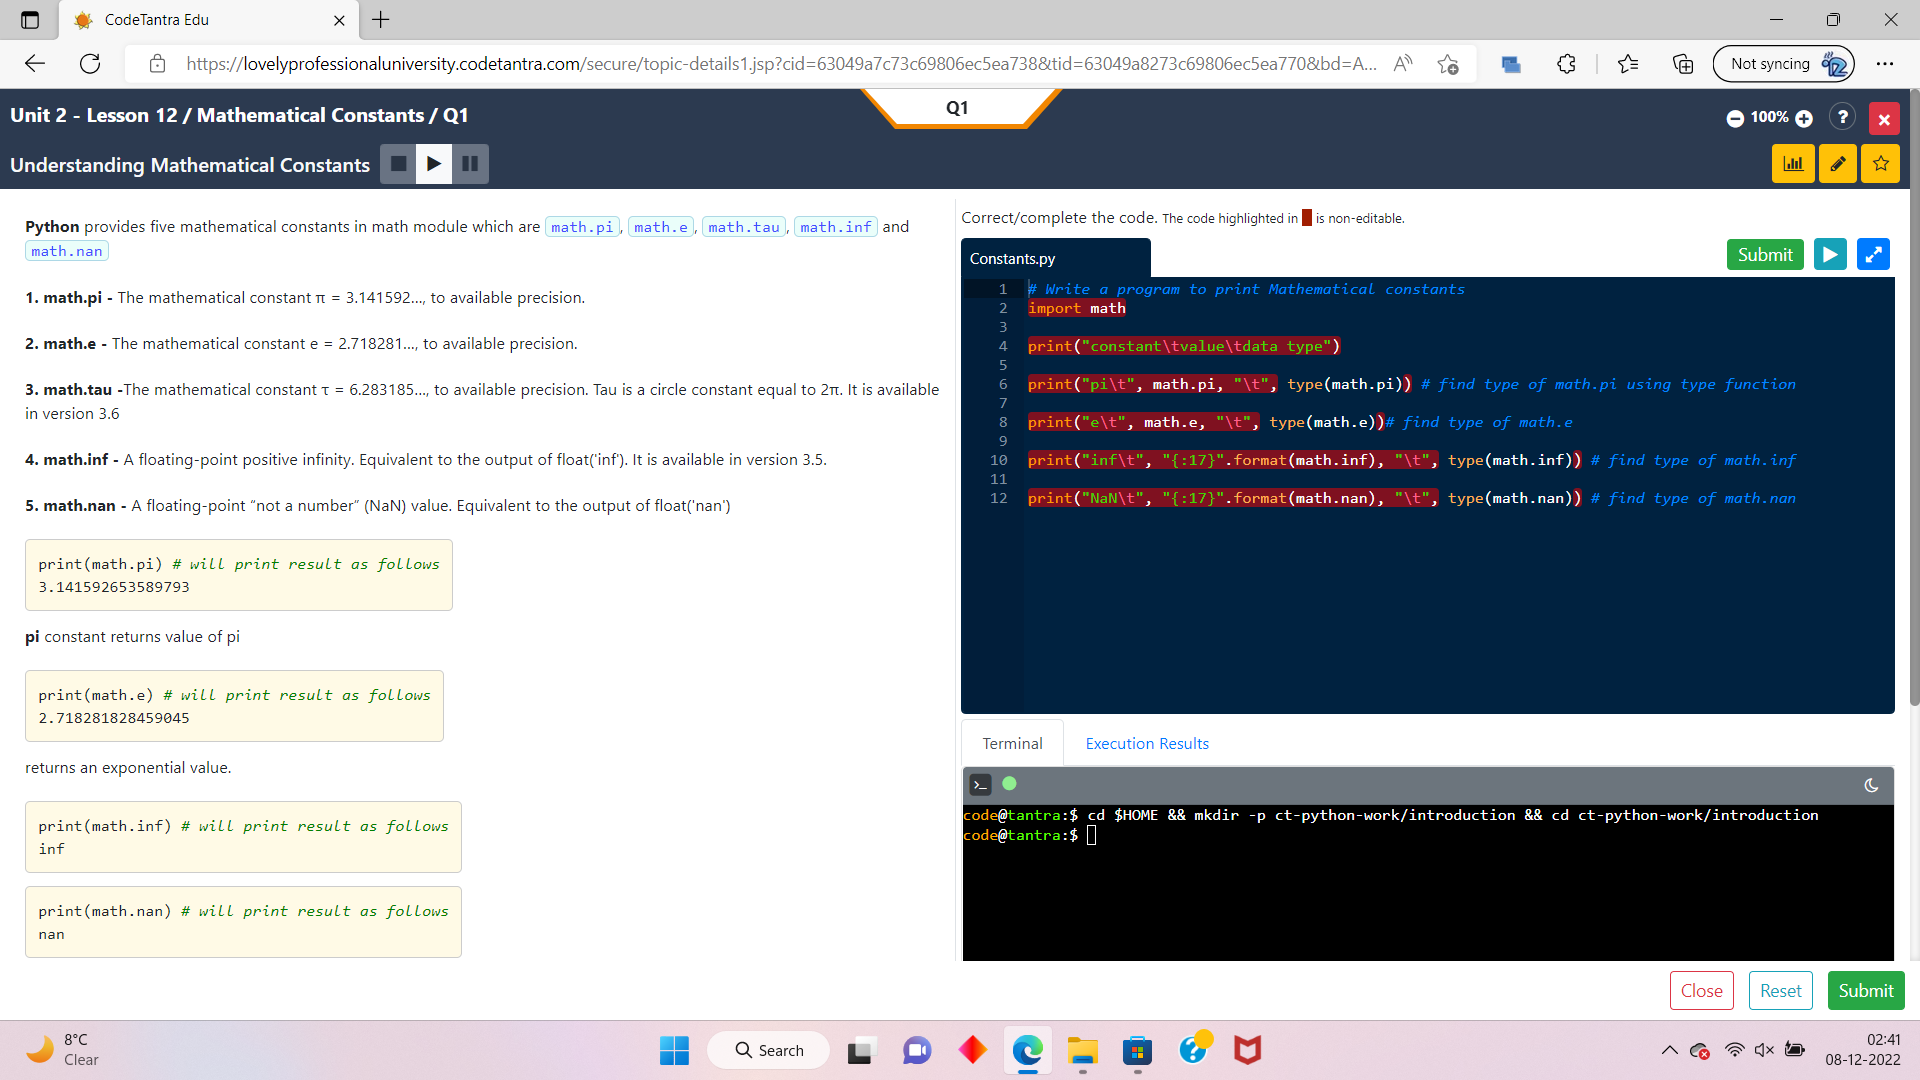 CodeTantra Edu
https://lovelyprofessionaluniversity.codetantra.com/secure/topic-details1.jsp?cid=63049a7c73c69806ec5ea738&tid=63049a8273c69806ec5ea770&bd=A...
Not syncing
Unit 2 - Lesson 12 / Mathematical Constants / Q1
Q1
100%
?
Understanding Mathematical Constants
Python provides five mathematical constants in math module which are math.pi, math.e, math.tau, math.inf and
math.nan
1. math.pi - The mathematical constant π = 3.141592..., to available precision.
2. math.e - The mathematical constant e = 2.718281..., to available precision.
3. math.tau -The mathematical constant τ = 6.283185..., to available precision. Tau is a circle constant equal to 2π. It is available
in version 3.6
4. math.inf - A floating-point positive infinity. Equivalent to the output of float('inf'). It is available in version 3.5.
5. math.nan - A floating-point “not a number” (NaN) value. Equivalent to the output of float('nan')
print(math.pi) # will print result as follows
3.141592653589793
pi constant returns value of pi
print(math.e) # will print result as follows
2.718281828459045
returns an exponential value.
print(math.inf) # will print result as follows
inf
print(math.nan) # will print result as follows
nan
Correct/complete the code. The code highlighted in is non-editable.
Constants.py
Submit
1 # Write a program to print Mathematical constants
2 import math
3
4 print("constant\tvalue\tdata type")
5
6 print("pi\t", math.pi, "\t", type(math.pi)) # find type of math.pi using type function
7
8 print("e\t", math.e, "\t", type(math.e))# find type of math.e
9
10 print("inf\t", "{:17}".format(math.inf), "\t", type(math.inf)) # find type of math.inf
11
12 print("NaN\t", "{:17}".format(math.nan), "\t", type(math.nan)) # find type of math.nan
Terminal
Execution Results
code@tantra:$ cd $HOME && mkdir -p ct-python-work/introduction && cd ct-python-work/introduction
code@tantra:$
Close
Reset
Submit
8°C
Clear
Search
02:41
08-12-2022